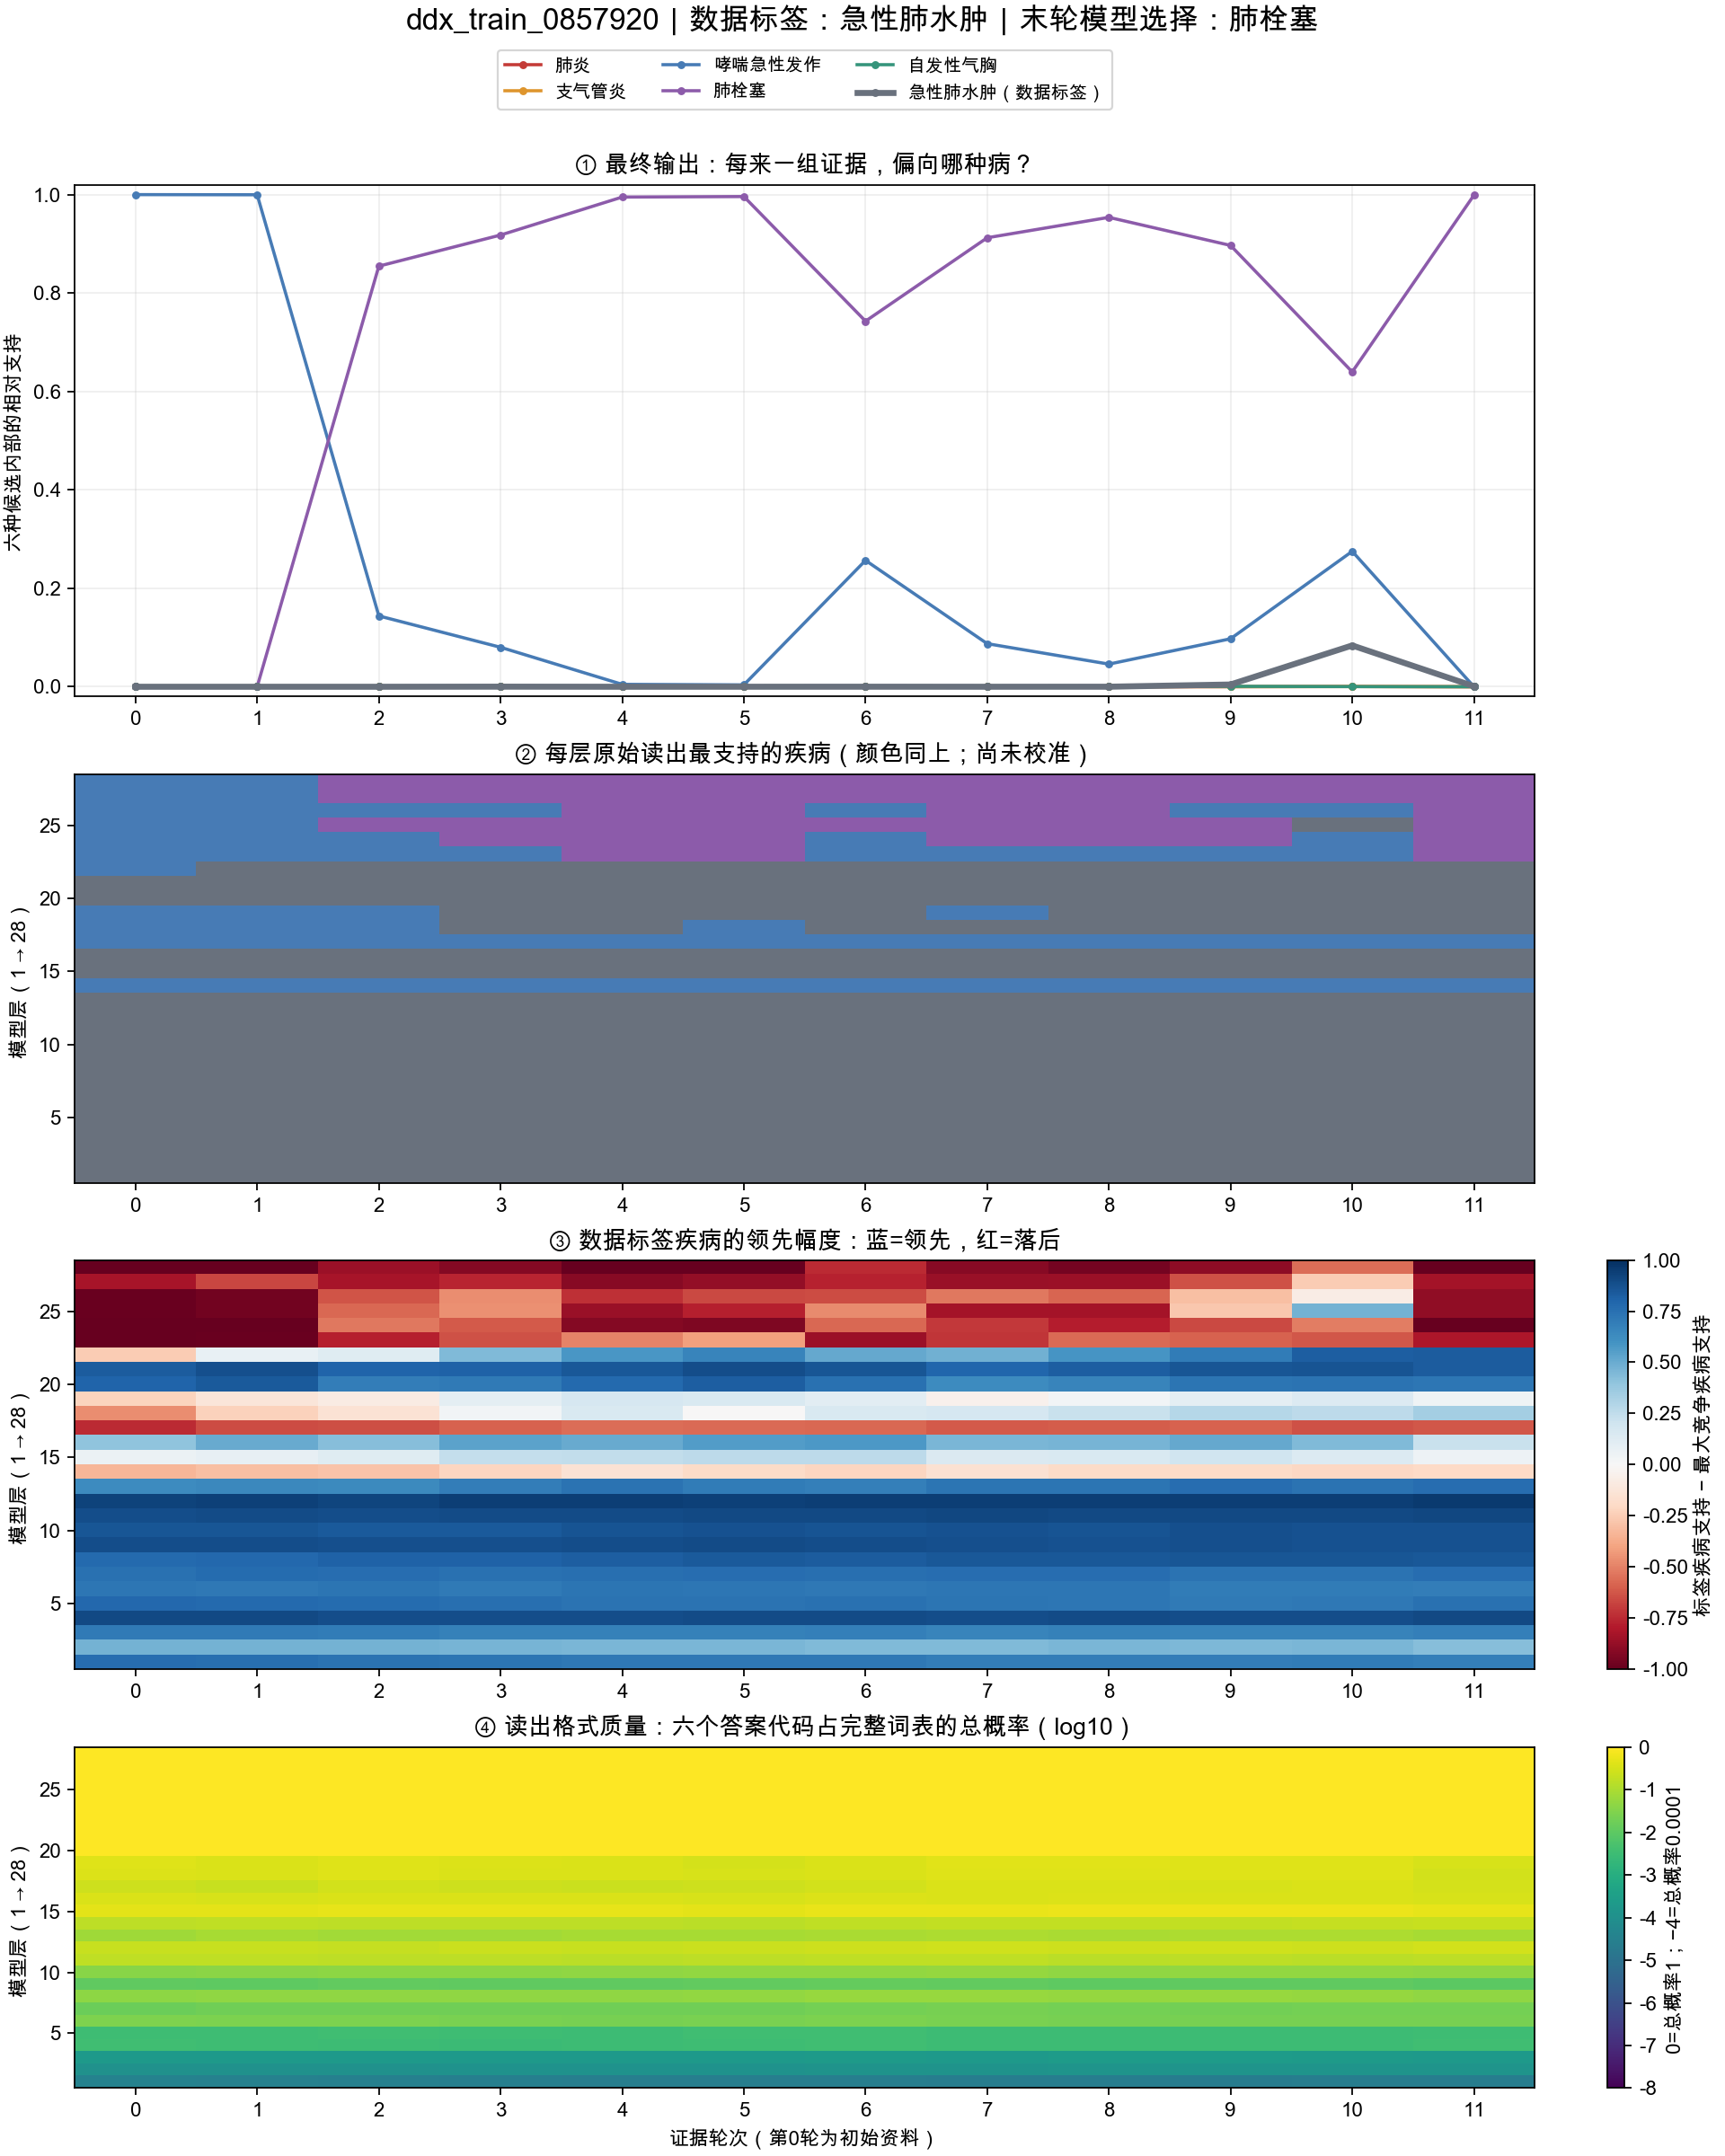 ddx_train_0857920 | 数据标签：急性肺水肿 | 末轮模型选择：肺栓塞
肺炎
哮喘急性发作
自发性气胸
支气管炎
肺栓塞
急性肺水肿（数据标签）
① 最终输出：每来一组证据，偏向哪种病？
六种候选内部的相对支持
1.0
0.8
0.6
0.4
0.2
0.0
0 1 2 3 4 5 6 7 8 9 10 11
② 每层原始读出最支持的疾病（颜色同上；尚未校准）
模型层（1→28）
25
20
15
10
5
0 1 2 3 4 5 6 7 8 9 10 11
③ 数据标签疾病的领先幅度：蓝=领先，红=落后
模型层（1→28）
25
20
15
10
5
0 1 2 3 4 5 6 7 8 9 10 11
1.00
0.75
0.50
0.25
0.00
-0.25
-0.50
-0.75
-1.00
标签疾病支持 − 最大竞争疾病支持
④ 读出格式质量：六个答案代码占完整词表的总概率（log10）
模型层（1→28）
25
20
15
10
5
0 1 2 3 4 5 6 7 8 9 10 11
证据轮次（第0轮为初始资料）
0
-1
-2
-3
-4
-5
-6
-7
-8
0=总概率1；−4=总概率0.0001